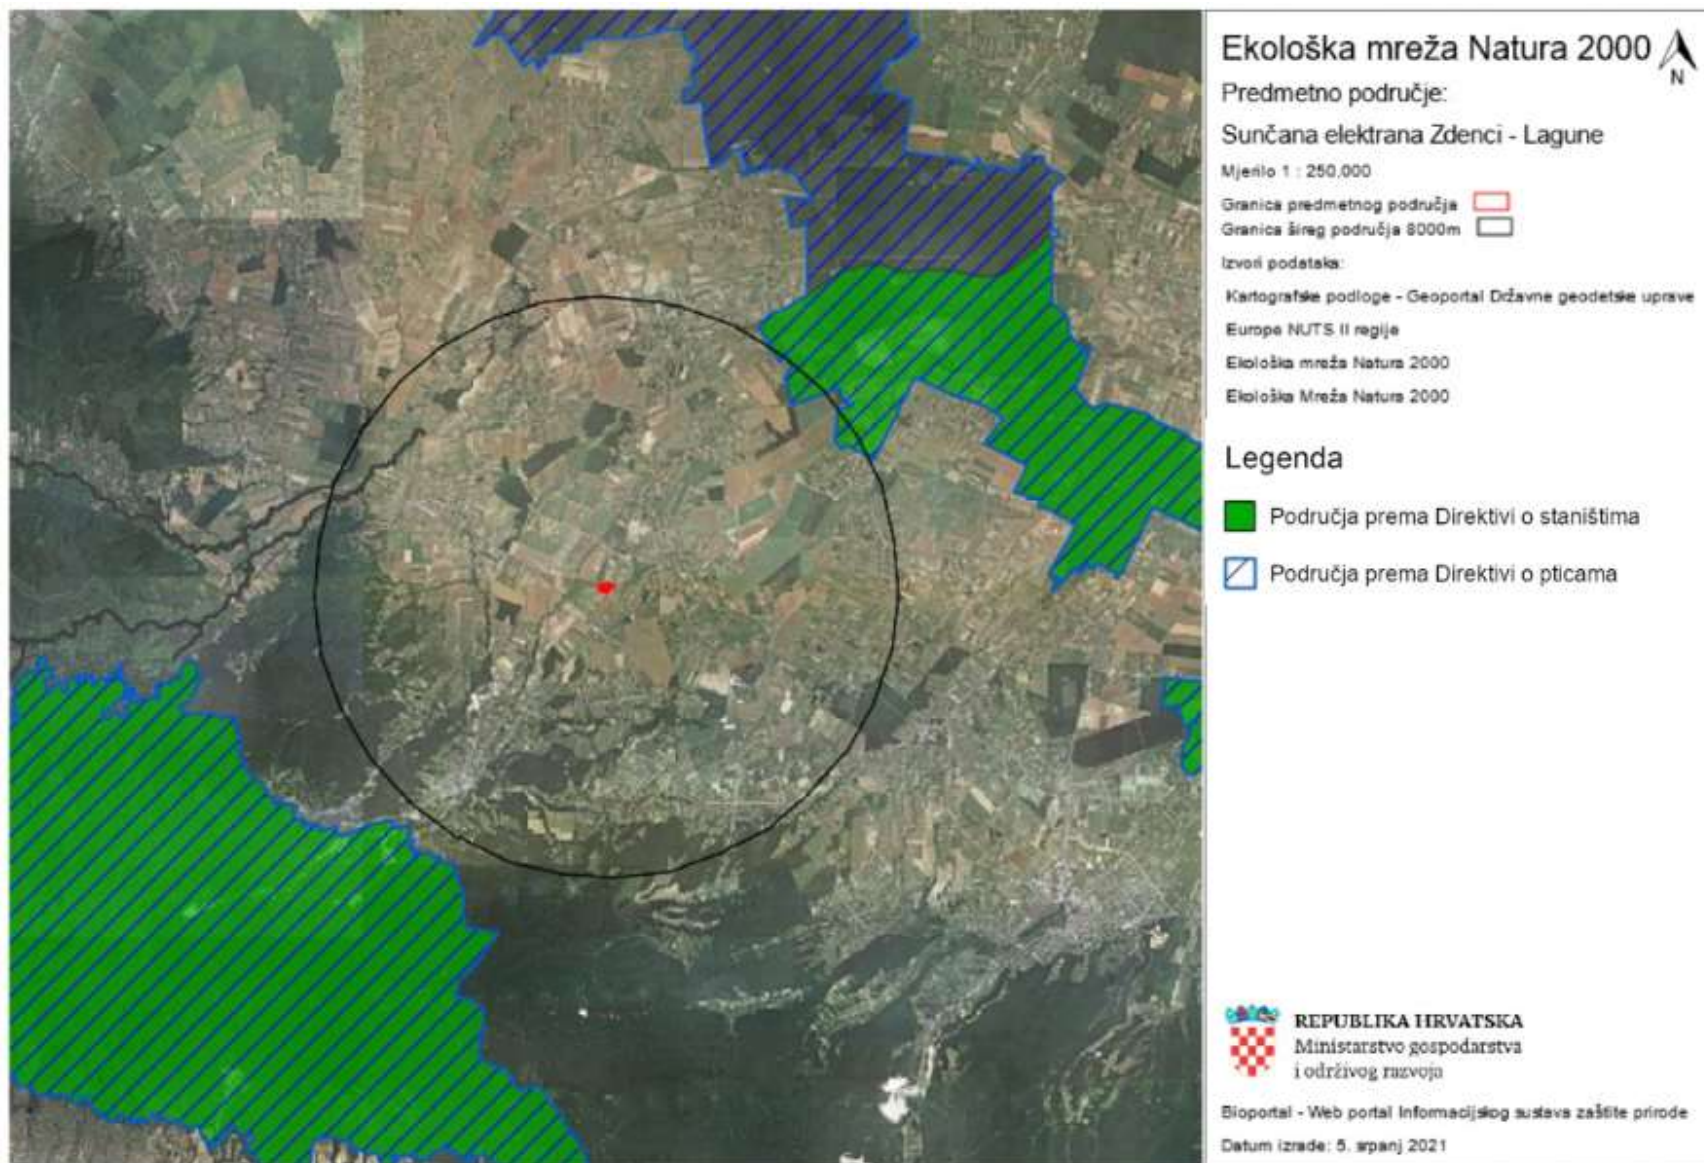 Ekološka mreža Natura 2000
N
Predmetno područje:
Sunčana elektrana Zdenci - Lagune
Mjerilo 1 : 250.000
Granica predmetnog područja
Granica šireg područja 8000m
Izvori podataka:
Kartografske podloge - Geoportal Državne geodetske uprave
Europe NUTS II regije
Ekološka mreža Natura 2000
Ekološka Mreža Natura 2000
Legenda
Područja prema Direktivi o staništima
Područja prema Direktivi o pticama
REPUBLIKA HRVATSKA
Ministarstvo gospodarstva
i održivog razvoja
Bioportal - Web portal Informacijskog sustava zaštite prirode
Datum izrade: 5. srpanj 2021